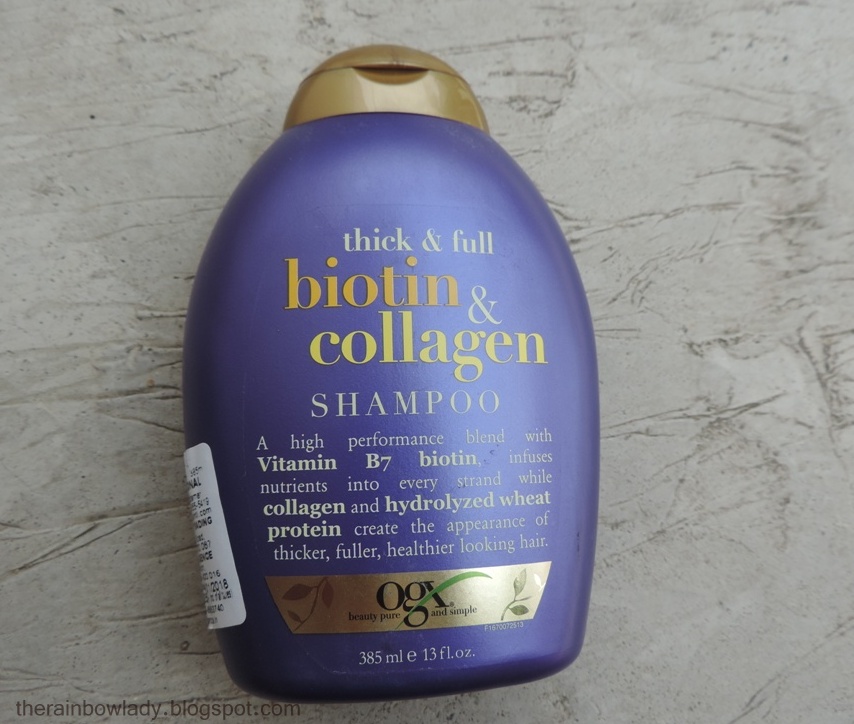 thick & full
biotin &
collagen
SHAMPOO
A high performance blend with
Vitamin B7 biotin, infuses
nutrients into every strand while
collagen and hydrolyzed wheat
protein create the appearance of
thicker, fuller, healthier looking hair.
ogx®
beauty pure and simple
F1670072513
385 ml e 13 fl.oz.
therainbowlady.blogspot.com